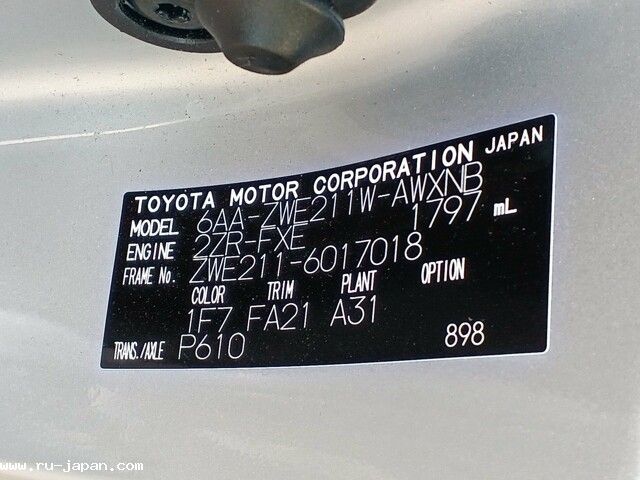 TOYOTA MOTOR CORPORATION JAPAN
MODEL 6AA-ZWE211W-AWXNB
ENGINE 2ZR-FXE 1797 mL
FRAME No. ZWE211-6017018
COLOR TRIM PLANT OPTION
1F7 FA21 A31
TRANS./AXLE P610 898
www.ru-japan.com